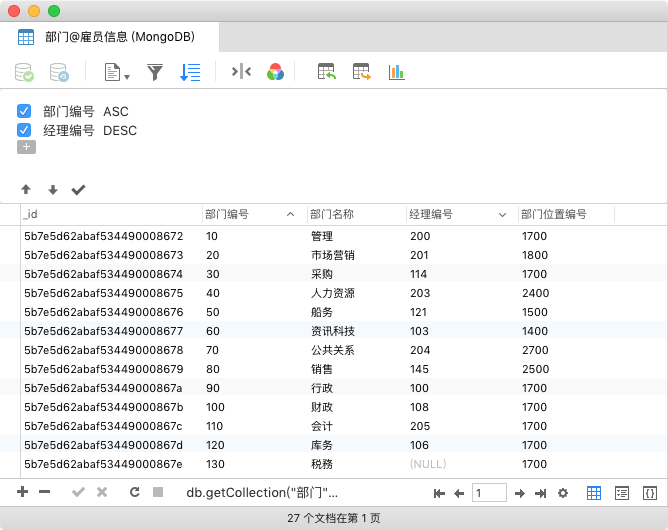 部门@雇员信息 (MongoDB)
部门编号 ASC
经理编号 DESC
_id 部门编号 部门名称 经理编号 部门位置编号
5b7e5d62abaf534490008672 10 管理 200 1700
5b7e5d62abaf534490008673 20 市场营销 201 1800
5b7e5d62abaf534490008674 30 采购 114 1700
5b7e5d62abaf534490008675 40 人力资源 203 2400
5b7e5d62abaf534490008676 50 船务 121 1500
5b7e5d62abaf534490008677 60 资讯科技 103 1400
5b7e5d62abaf534490008678 70 公共关系 204 2700
5b7e5d62abaf534490008679 80 销售 145 2500
5b7e5d62abaf53449000867a 90 行政 100 1700
5b7e5d62abaf53449000867b 100 财政 108 1700
5b7e5d62abaf53449000867c 110 会计 205 1700
5b7e5d62abaf53449000867d 120 库务 106 1700
5b7e5d62abaf53449000867e 130 税務 (NULL) 1700
db.getCollection("部门"... 1
27 个文档在第 1 页